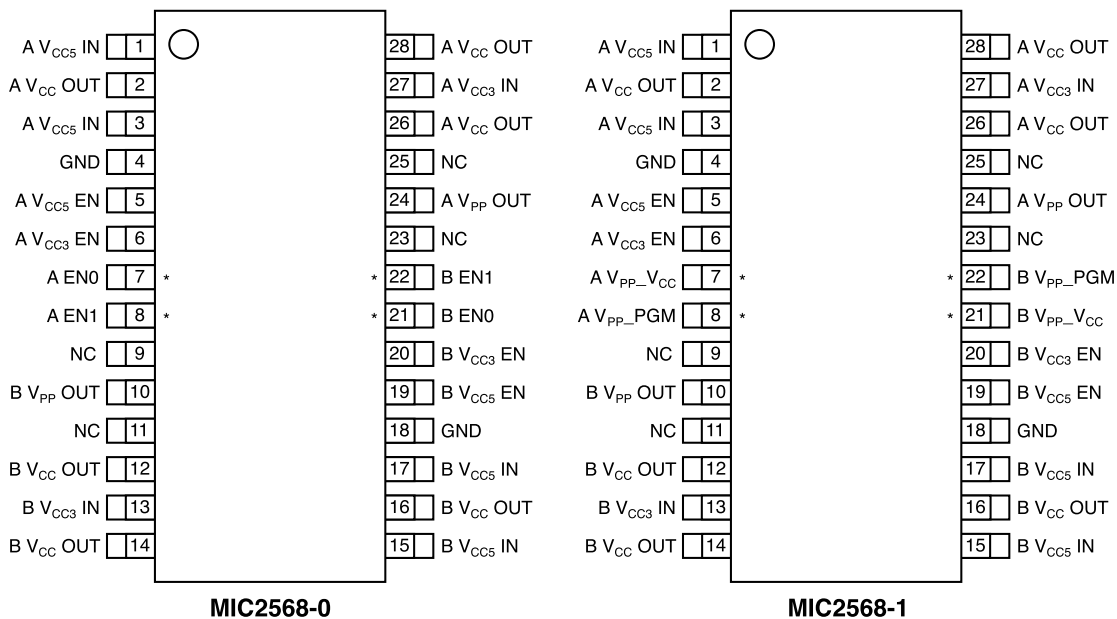 A VCC5 IN 1 28 A VCC OUT
A VCC OUT 2 27 A VCC3 IN
A VCC5 IN 3 26 A VCC OUT
GND 4 25 NC
A VCC5 EN 5 24 A VPP OUT
A VCC3 EN 6 23 NC
A EN0 7 * * 22 B EN1
A EN1 8 * * 21 B EN0
NC 9 20 B VCC3 EN
B VPP OUT 10 19 B VCC5 EN
NC 11 18 GND
B VCC OUT 12 17 B VCC5 IN
B VCC3 IN 13 16 B VCC OUT
B VCC OUT 14 15 B VCC5 IN
MIC2568-0
A VCC5 IN 1 28 A VCC OUT
A VCC OUT 2 27 A VCC3 IN
A VCC5 IN 3 26 A VCC OUT
GND 4 25 NC
A VCC5 EN 5 24 A VPP OUT
A VCC3 EN 6 23 NC
A VPP_VCC 7 * * 22 B VPP_PGM
A VPP_PGM 8 * * 21 B VPP_VCC
NC 9 20 B VCC3 EN
B VPP OUT 10 19 B VCC5 EN
NC 11 18 GND
B VCC OUT 12 17 B VCC5 IN
B VCC3 IN 13 16 B VCC OUT
B VCC OUT 14 15 B VCC5 IN
MIC2568-1